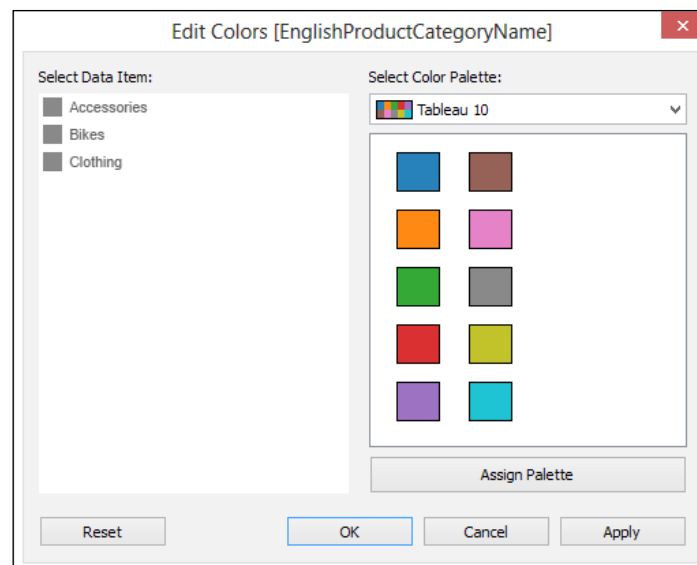 Edit Colors [EnglishProductCategoryName]
Select Data Item:
Accessories
Bikes
Clothing
Select Color Palette:
Tableau 10
Assign Palette
Reset
OK
Cancel
Apply